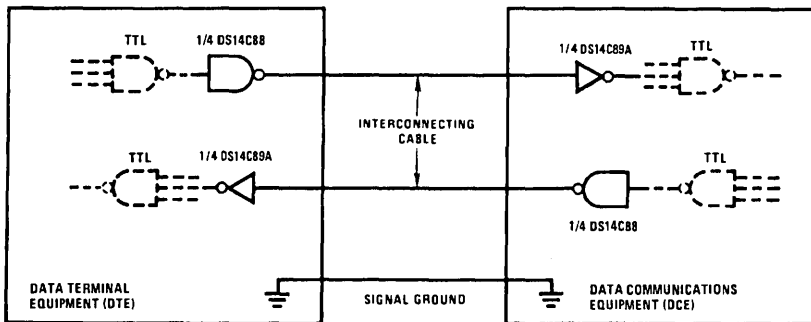 TTL
1/4 DS14C88
1/4 DS14C89A
TTL
INTERCONNECTING
CABLE
TTL
1/4 DS14C89A
TTL
1/4 DS14C88
DATA TERMINAL
EQUIPMENT (DTE)
SIGNAL GROUND
DATA COMMUNICATIONS
EQUIPMENT (DCE)